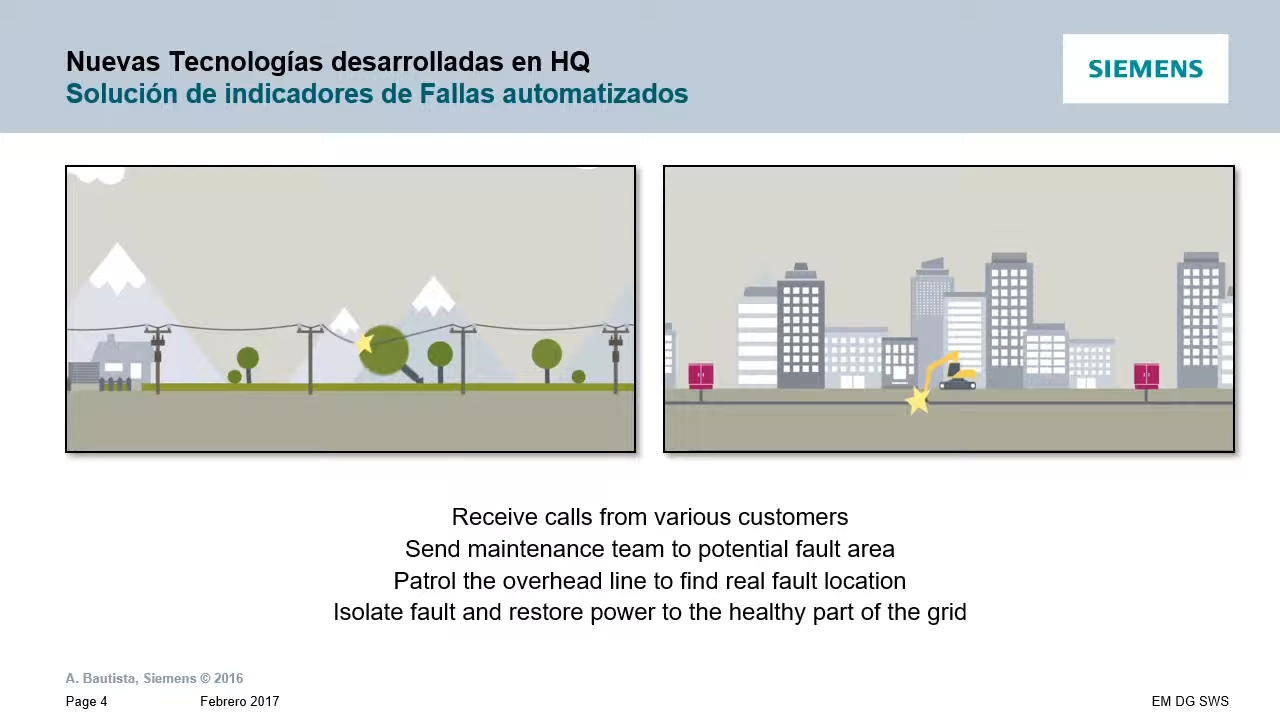 Nuevas Tecnologías desarrolladas en HQ
Solución de indicadores de Fallas automatizados
SIEMENS
Receive calls from various customers
Send maintenance team to potential fault area
Patrol the overhead line to find real fault location
Isolate fault and restore power to the healthy part of the grid
A. Bautista, Siemens © 2016
Page 4 Febrero 2017 EM DG SWS